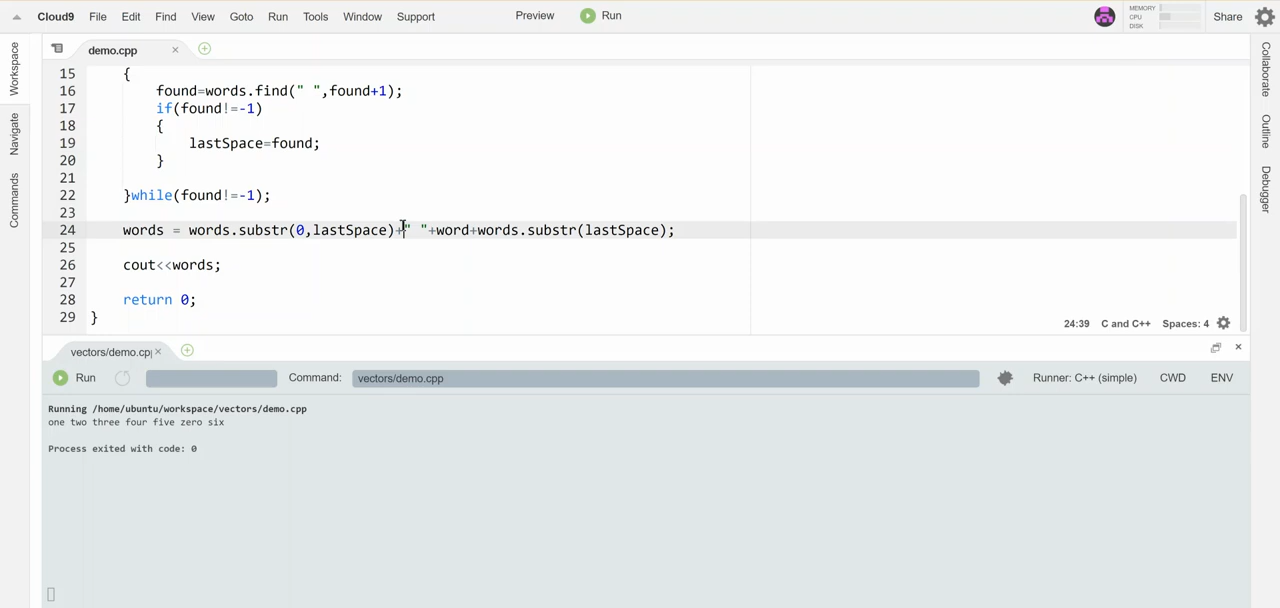 Cloud9 File Edit Find View Goto Run Tools Window Support Preview Run MEMORY CPU DISK Share
demo.cpp
Workspace
Navigate
Commands
15 {
16 found=words.find(" ",found+1);
17 if(found!=-1)
18 {
19 lastSpace=found;
20 }
21
22 }while(found!=-1);
23
24 words = words.substr(0,lastSpace)+" "+word+words.substr(lastSpace);
25
26 cout<<words;
27
28 return 0;
29 }
24:39 C and C++ Spaces: 4
Collaborate
Outline
Debugger
vectors/demo.cpp
Run Command: vectors/demo.cpp Runner: C++ (simple) CWD ENV
Running /home/ubuntu/workspace/vectors/demo.cpp
one two three four five zero six
Process exited with code: 0